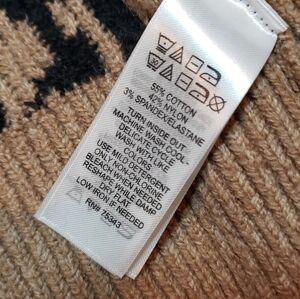 55% COTTON
42% NYLON
3% SPANDEX/ELASTANE
TURN INSIDE OUT
MACHINE WASH COOL-
DELICATE CYCLE
WASH WITH LIKE
COLORS
USE MILD DETERGENT
ONLY NON-CHLORINE
BLEACH WHEN NEEDED
RESHAPE WHILE DAMP
DRY FLAT
LOW IRON IF NEEDED
RN# 75343